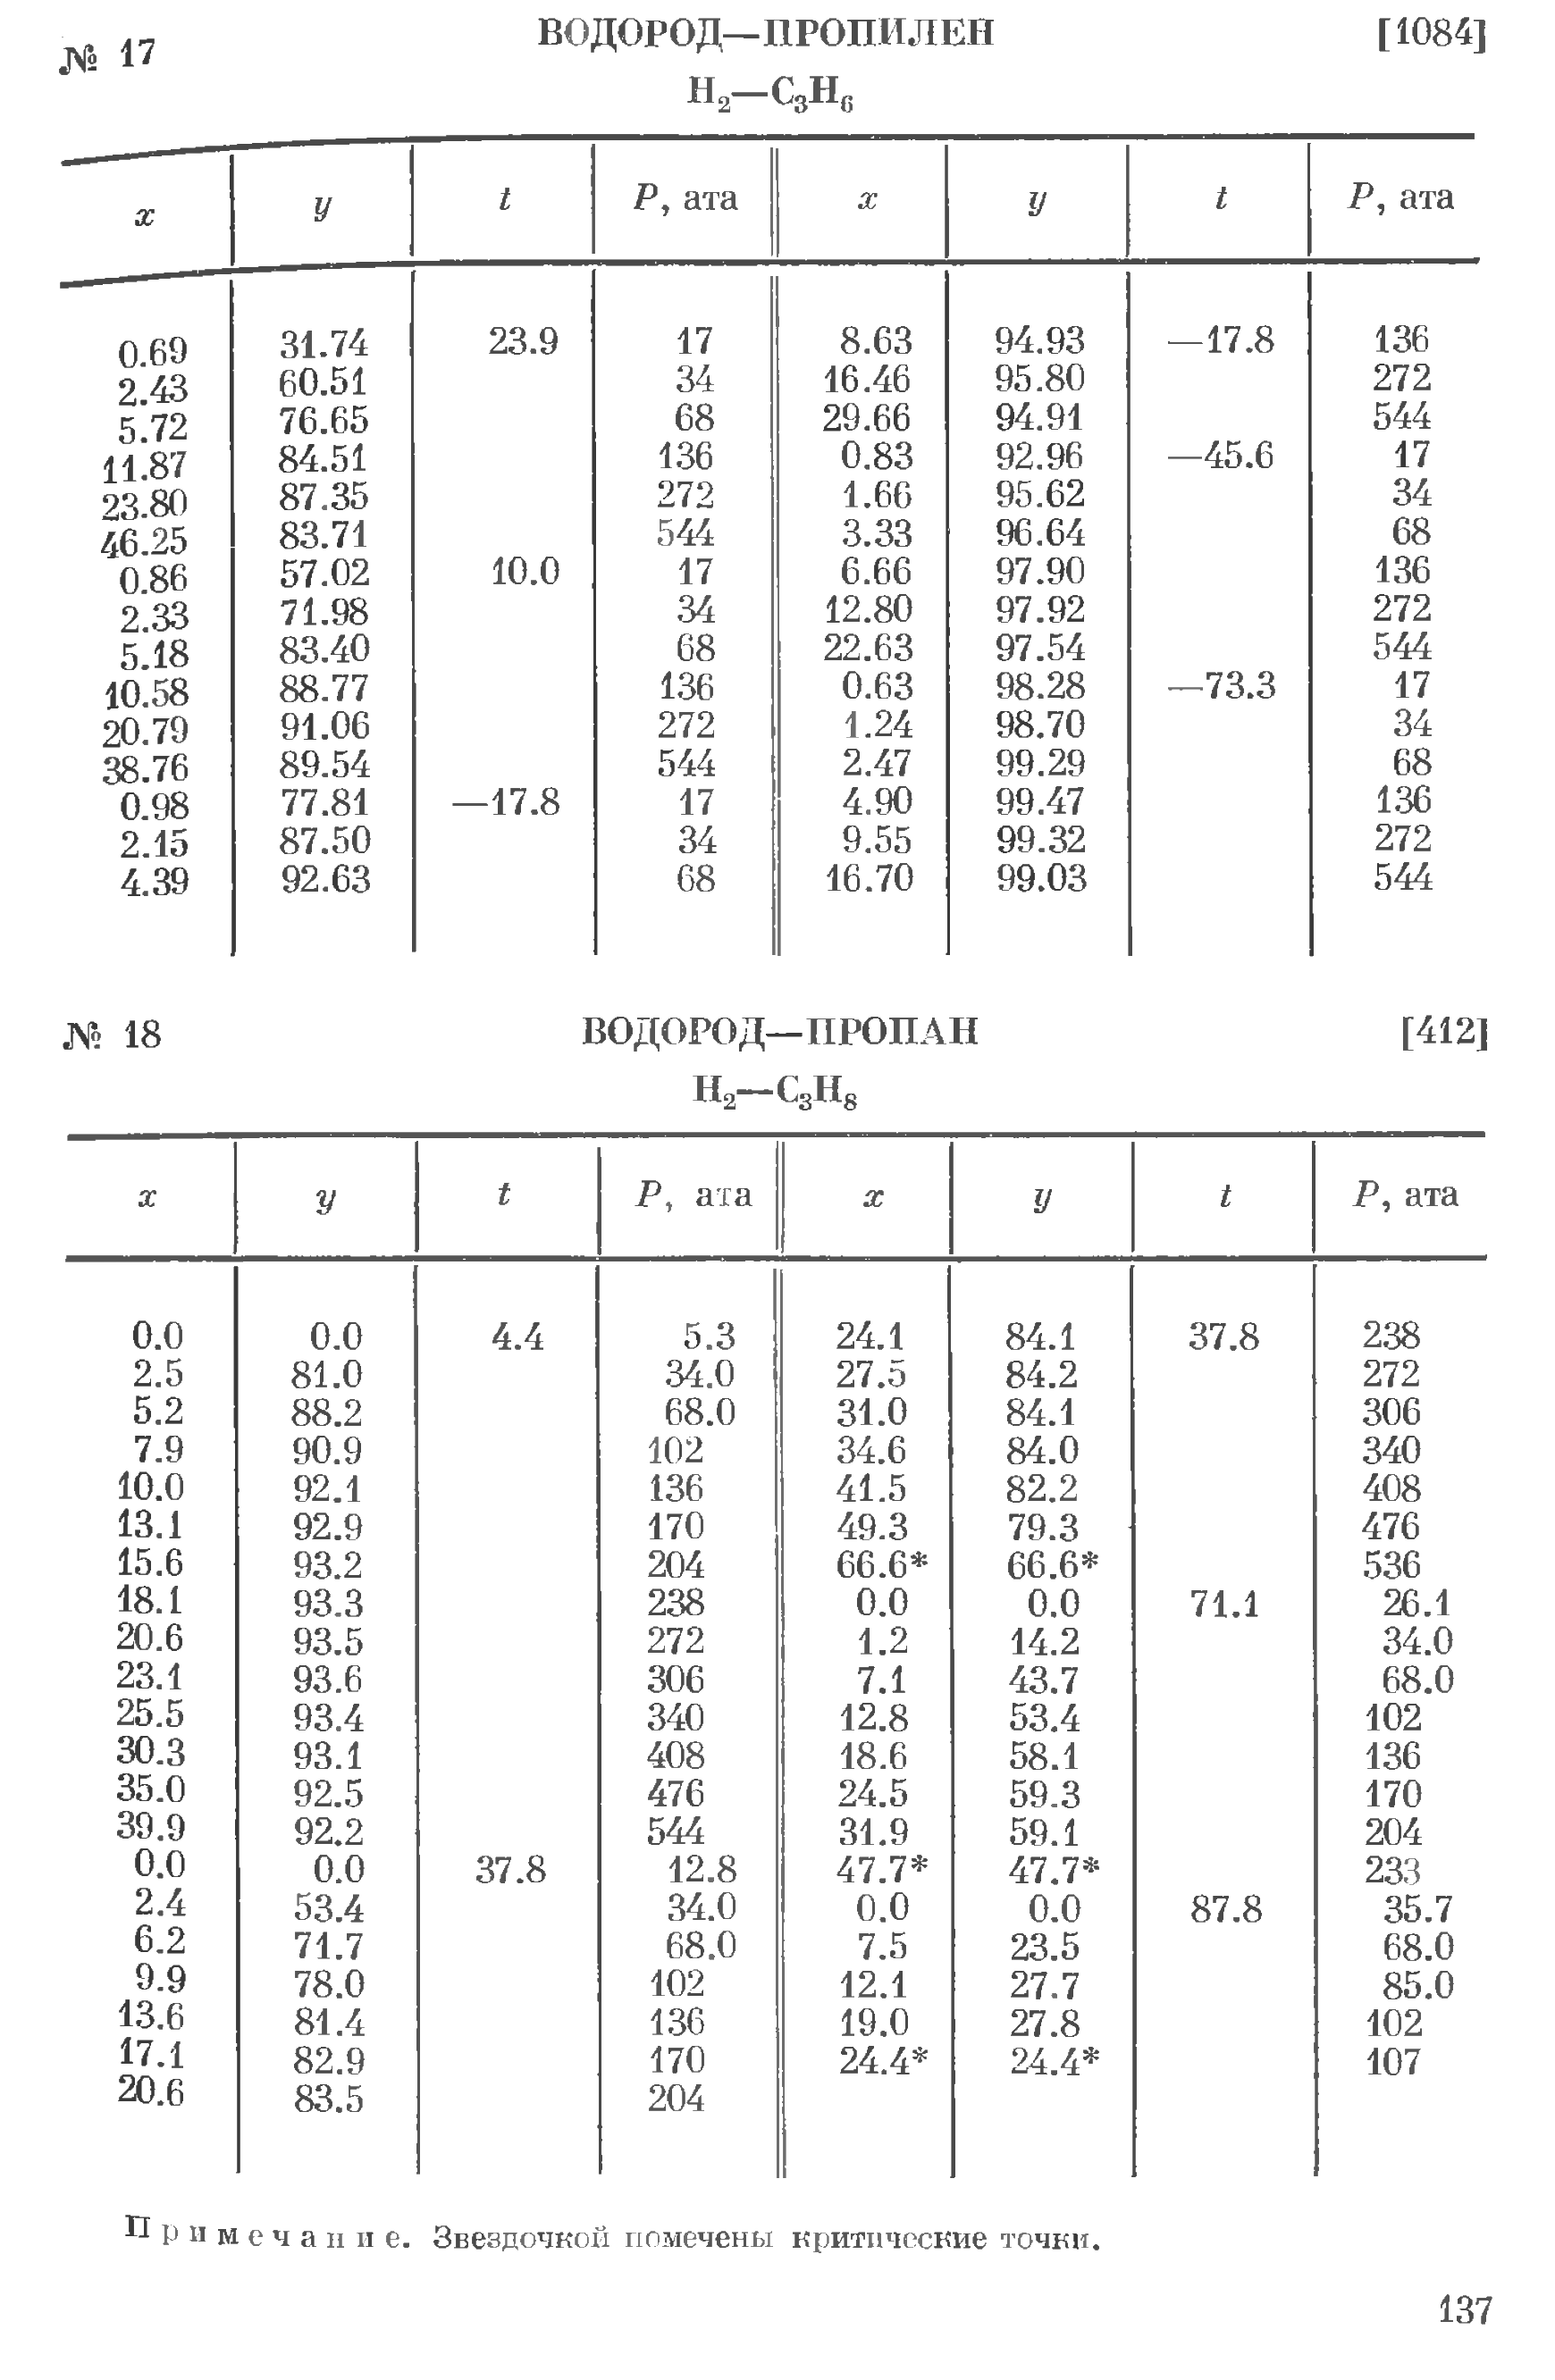 № 17 ВОДОРОД—ПРОПИЛЕН [1084]
H₂—C₃H₆
x y t P, ата x y t P, ата
0.69 31.74 23.9 17 8.63 94.93 —17.8 136
2.43 60.51 34 16.46 95.80 272
5.72 76.65 68 29.66 94.91 544
11.87 84.51 136 0.83 92.96 —45.6 17
23.80 87.35 272 1.66 95.62 34
46.25 83.71 544 3.33 96.64 68
0.86 57.02 10.0 17 6.66 97.90 136
2.33 71.98 34 12.80 97.92 272
5.18 83.40 68 22.63 97.54 544
10.58 88.77 136 0.63 98.28 —73.3 17
20.79 91.06 272 1.24 98.70 34
38.76 89.54 544 2.47 99.29 68
0.98 77.81 —17.8 17 4.90 99.47 136
2.15 87.50 34 9.55 99.32 272
4.39 92.63 68 16.70 99.03 544
№ 18 ВОДОРОД—ПРОПАН [412]
H₂—C₃H₈
x y t P, ата x y t P, ата
0.0 0.0 4.4 5.3 24.1 84.1 37.8 238
2.5 81.0 34.0 27.5 84.2 272
5.2 88.2 68.0 31.0 84.1 306
7.9 90.9 102 34.6 84.0 340
10.0 92.1 136 41.5 82.2 408
13.1 92.9 170 49.3 79.3 476
15.6 93.2 204 66.6* 66.6* 536
18.1 93.3 238 0.0 0.0 71.1 26.1
20.6 93.5 272 1.2 14.2 34.0
23.1 93.6 306 7.1 43.7 68.0
25.5 93.4 340 12.8 53.4 102
30.3 93.1 408 18.6 58.1 136
35.0 92.5 476 24.5 59.3 170
39.9 92.2 544 31.9 59.1 204
0.0 0.0 37.8 12.8 47.7* 47.7* 233
2.4 53.4 34.0 0.0 0.0 87.8 35.7
6.2 71.7 68.0 7.5 23.5 68.0
9.9 78.0 102 12.1 27.7 85.0
13.6 81.4 136 19.0 27.8 102
17.1 82.9 170 24.4* 24.4* 107
20.6 83.5 204
Примечание. Звездочкой помечены критические точки.
137